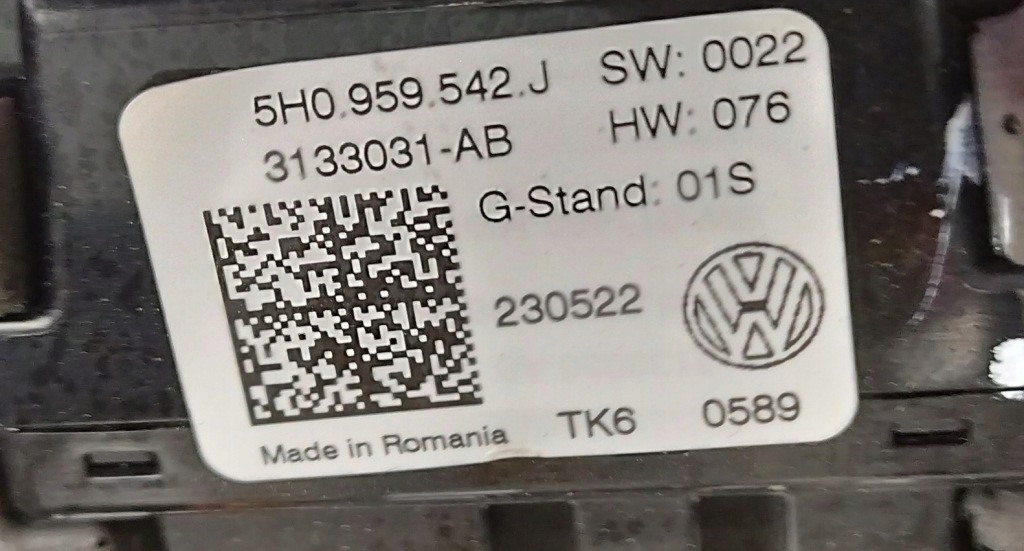 5H0.959.542.J SW: 0022
3133031-AB HW: 076
G-Stand: 01S
230522
Made in Romania TK6 0589